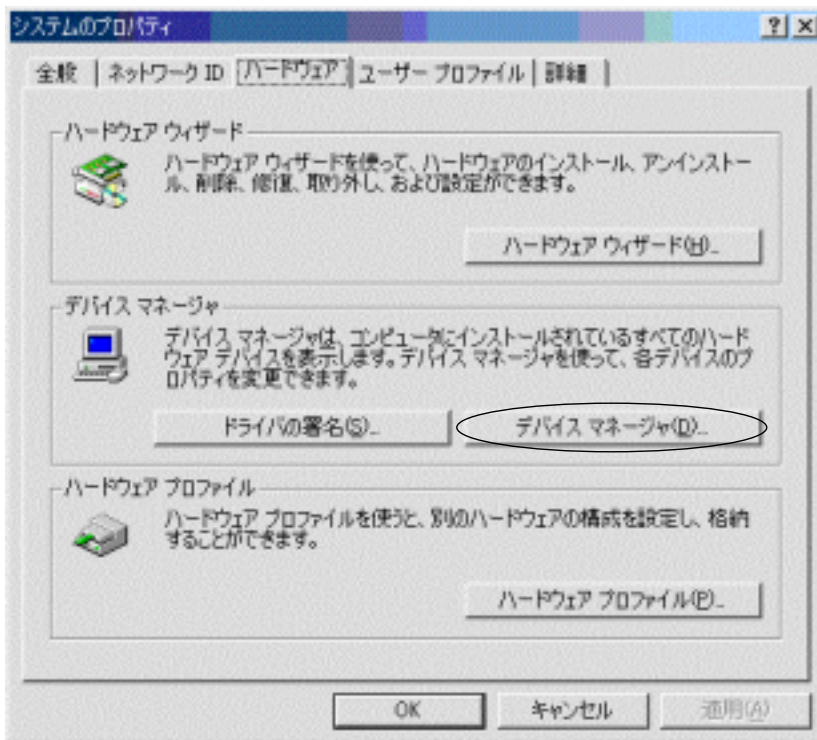 システムのプロパティ
全般 ネットワーク ID ハードウェア ユーザー プロファイル 詳細
ハードウェア ウィザード
ハードウェア ウィザードを使って、ハードウェアのインストール、アンインストー
ル、削除、修復、取り外し、および設定ができます。
ハードウェア ウィザード(H)...
デバイス マネージャ
デバイス マネージャは、コンピュータにインストールされているすべてのハード
ウェア デバイスを表示します。デバイス マネージャを使って、各デバイスのプ
ロパティを変更できます。
ドライバの署名(S)...
デバイス マネージャ(D)...
ハードウェア プロファイル
ハードウェア プロファイルを使うと、別のハードウェアの構成を設定し、格納
することができます。
ハードウェア プロファイル(P)...
OK
キャンセル
適用(A)